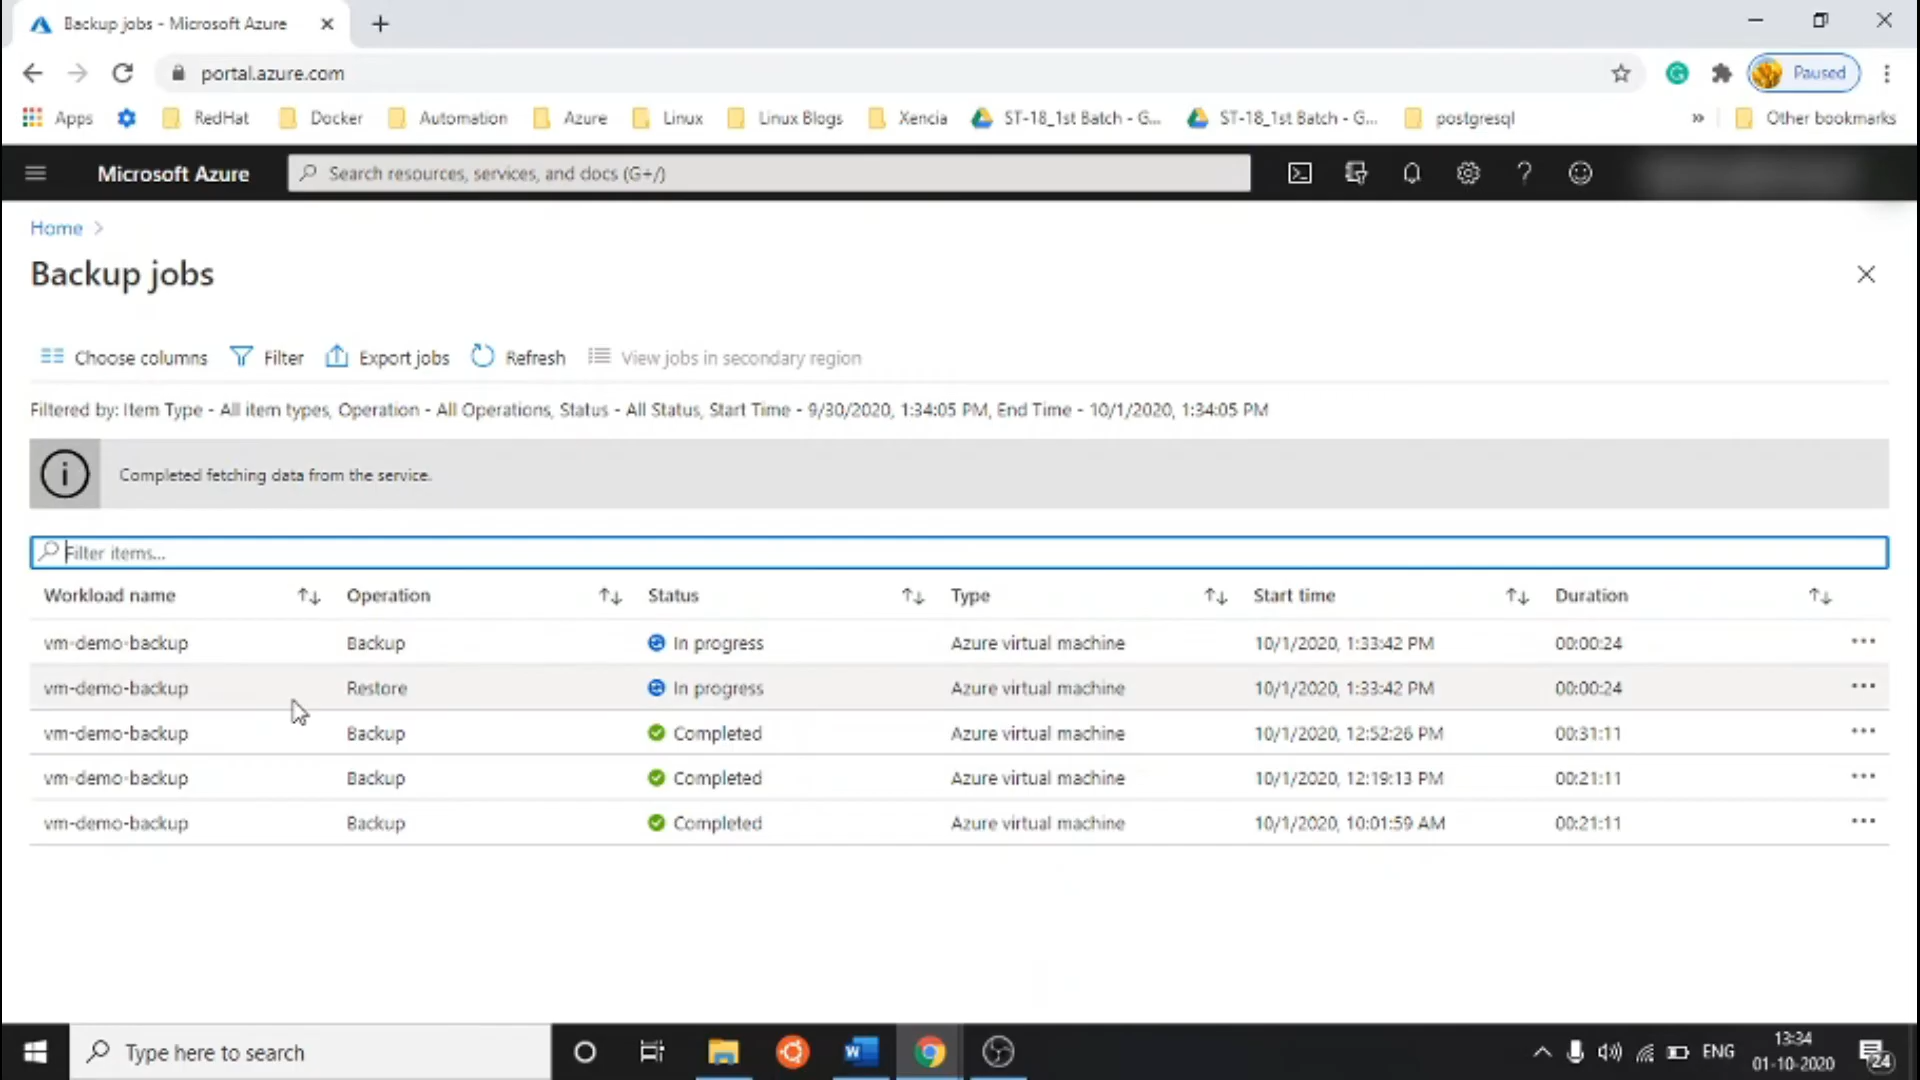 Backup jobs - Microsoft Azure
portal.azure.com
Paused
Apps RedHat Docker Automation Azure Linux Linux Blogs Xencia ST-18_1st Batch - G... ST-18_1st Batch - G... postgresql » Other bookmarks
Microsoft Azure Search resources, services, and docs (G+/)
Home >
Backup jobs
Choose columns Filter Export jobs Refresh View jobs in secondary region
Filtered by: Item Type - All item types, Operation - All Operations, Status - All Status, Start Time - 9/30/2020, 1:34:05 PM, End Time - 10/1/2020, 1:34:05 PM
Completed fetching data from the service.
Filter items...
Workload name Operation Status Type Start time Duration
vm-demo-backup Backup In progress Azure virtual machine 10/1/2020, 1:33:42 PM 00:00:24
vm-demo-backup Restore In progress Azure virtual machine 10/1/2020, 1:33:42 PM 00:00:24
vm-demo-backup Backup Completed Azure virtual machine 10/1/2020, 12:52:26 PM 00:31:11
vm-demo-backup Backup Completed Azure virtual machine 10/1/2020, 12:19:13 PM 00:21:11
vm-demo-backup Backup Completed Azure virtual machine 10/1/2020, 10:01:59 AM 00:21:11
Type here to search
ENG
13:34
01-10-2020
24